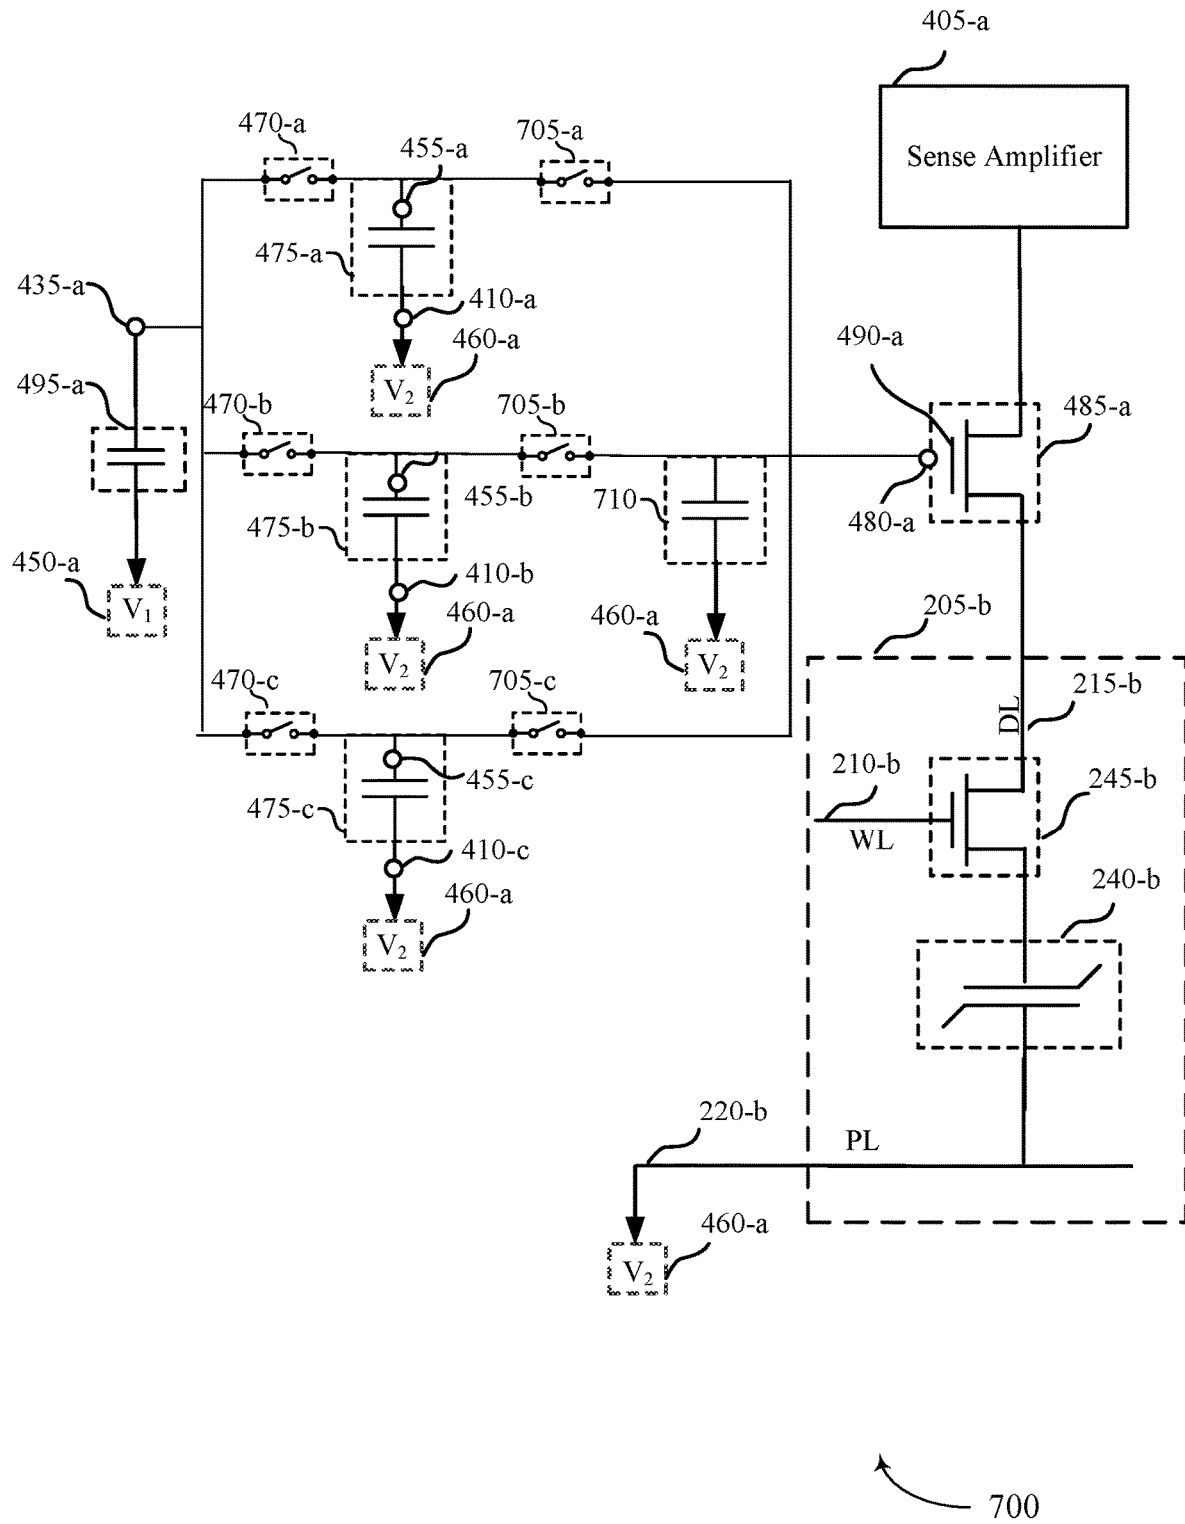 405-a
Sense Amplifier
470-a
705-a
455-a
475-a
435-a
410-a
460-a
V2
490-a
495-a
470-b
705-b
485-a
455-b
475-b
710
480-a
450-a
V1
410-b
460-a
V2
460-a
V2
205-b
470-c
705-c
215-b
DL
455-c
475-c
210-b
WL
245-b
410-c
460-a
V2
240-b
220-b
PL
460-a
V2
700